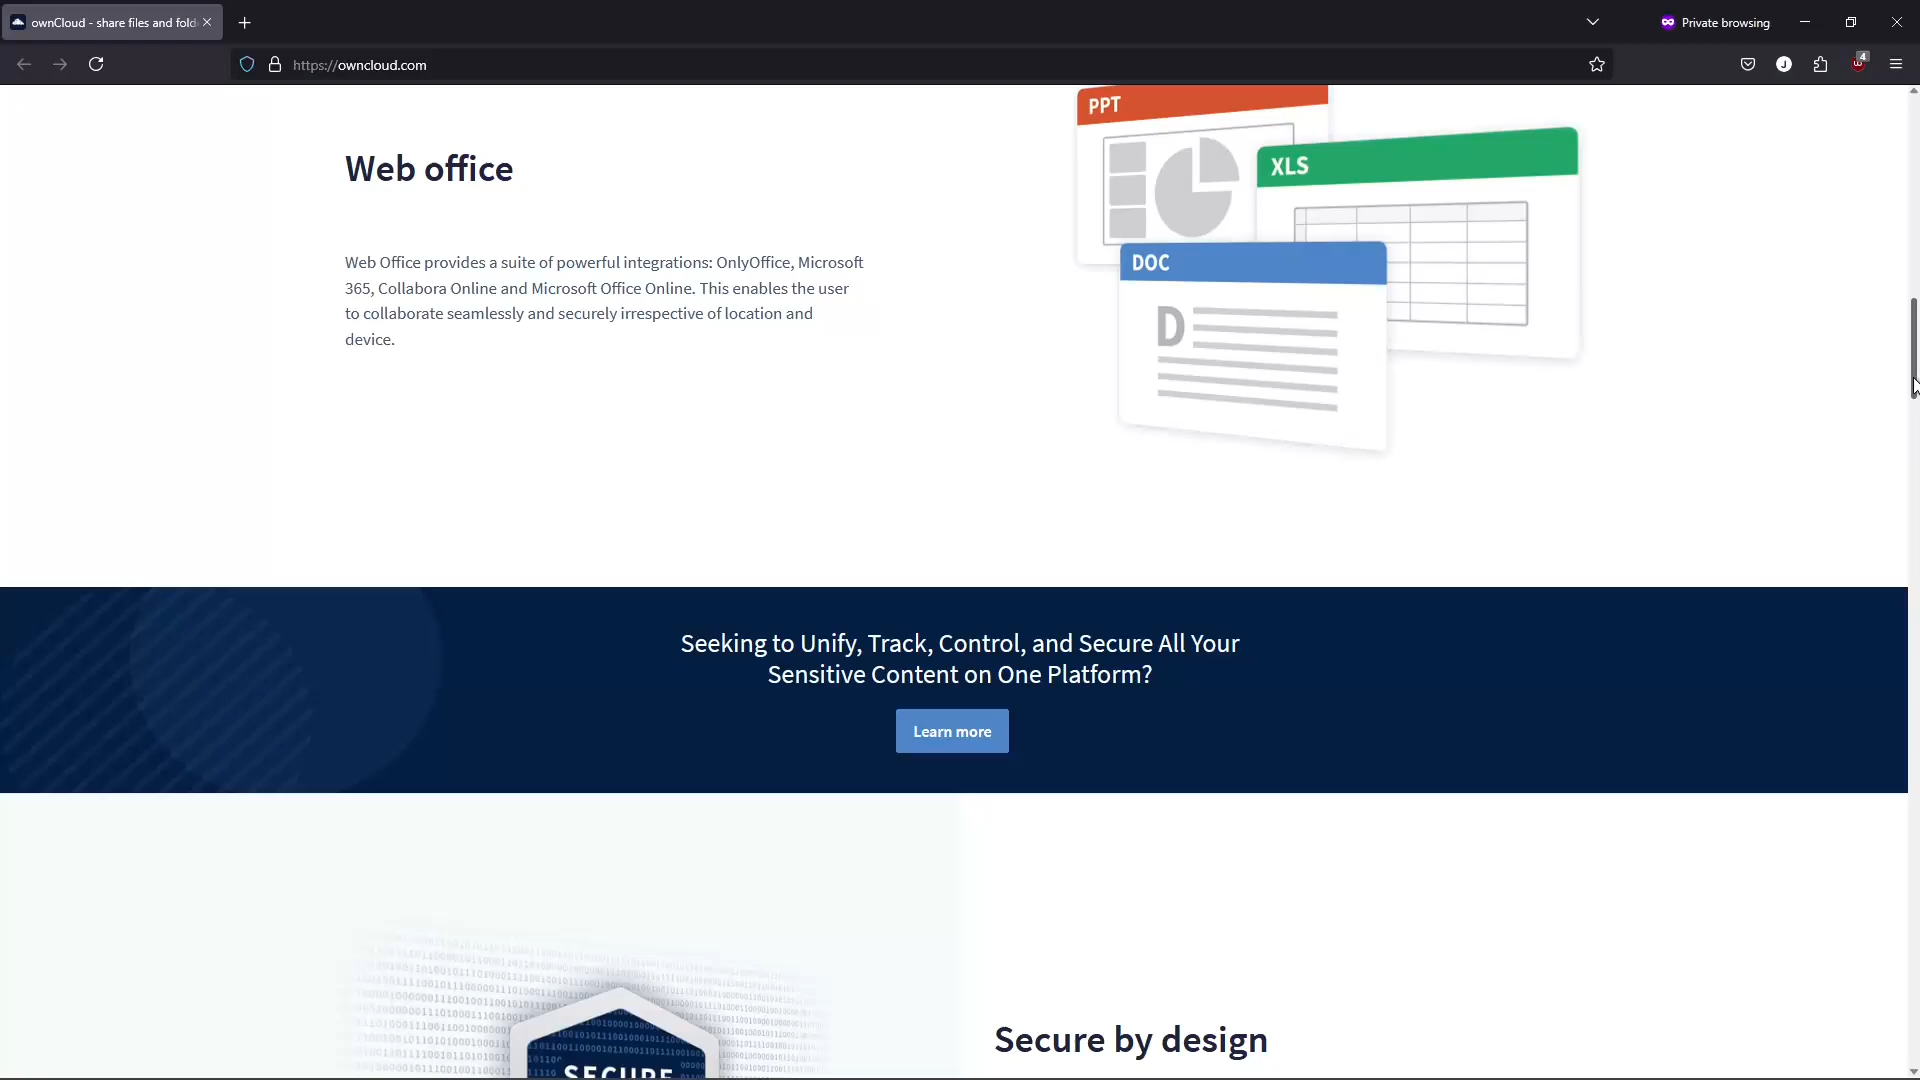 ownCloud - share files and fold
Private browsing
https://owncloud.com
J
4
PPT
XLS
Web office
DOC
Web Office provides a suite of powerful integrations: OnlyOffice, Microsoft
365, Collabora Online and Microsoft Office Online. This enables the user
to collaborate seamlessly and securely irrespective of location and
device.
D
Seeking to Unify, Track, Control, and Secure All Your
Sensitive Content on One Platform?
Learn more
Secure by design
SECURE